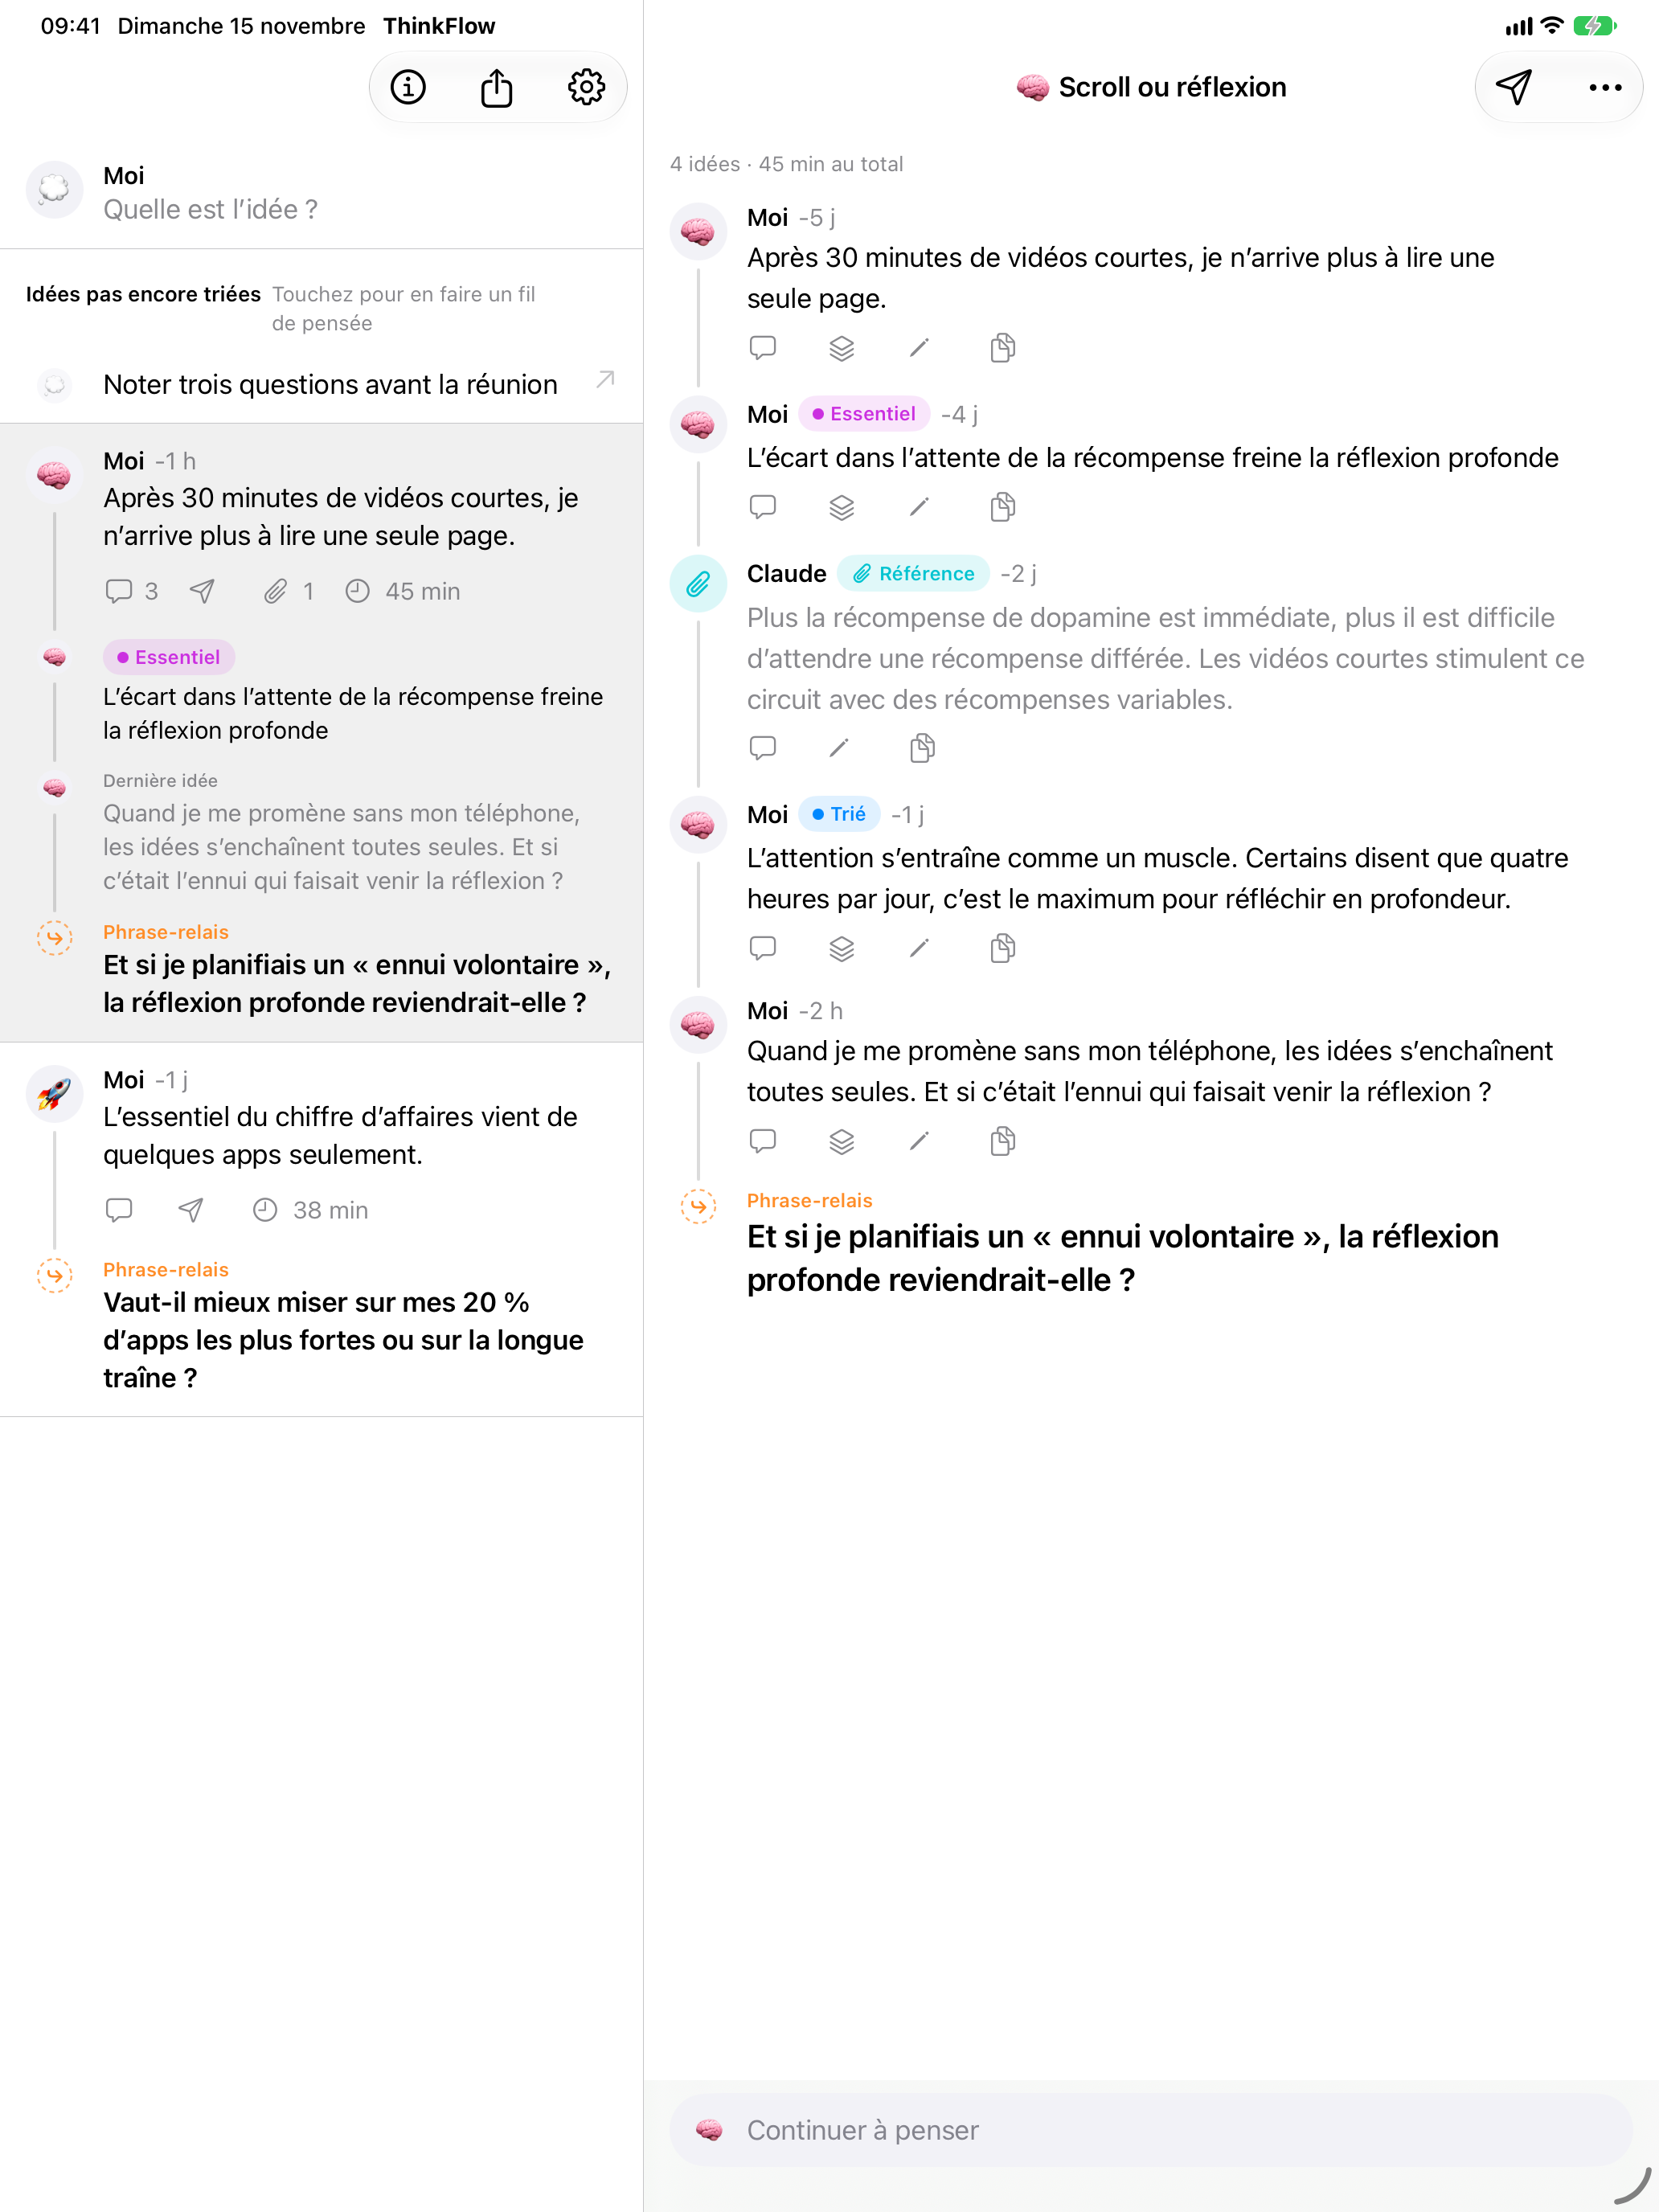 09:41 Dimanche 15 novembre ThinkFlow
Moi
Quelle est l’idée ?
Idées pas encore triées Touchez pour en faire un fil
de pensée
Noter trois questions avant la réunion
Moi -1 h
Après 30 minutes de vidéos courtes, je
n’arrive plus à lire une seule page.
3 1 45 min
Essentiel
L’écart dans l’attente de la récompense freine
la réflexion profonde
Dernière idée
Quand je me promène sans mon téléphone,
les idées s’enchaînent toutes seules. Et si
c’était l’ennui qui faisait venir la réflexion ?
Phrase-relais
Et si je planifiais un « ennui volontaire »,
la réflexion profonde reviendrait-elle ?
Moi -1 j
L’essentiel du chiffre d’affaires vient de
quelques apps seulement.
38 min
Phrase-relais
Vaut-il mieux miser sur mes 20 %
d’apps les plus fortes ou sur la longue
traîne ?
Scroll ou réflexion
4 idées · 45 min au total
Moi -5 j
Après 30 minutes de vidéos courtes, je n’arrive plus à lire une
seule page.
Moi Essentiel -4 j
L’écart dans l’attente de la récompense freine la réflexion profonde
Claude Référence -2 j
Plus la récompense de dopamine est immédiate, plus il est difficile
d’attendre une récompense différée. Les vidéos courtes stimulent ce
circuit avec des récompenses variables.
Moi Trié -1 j
L’attention s’entraîne comme un muscle. Certains disent que quatre
heures par jour, c’est le maximum pour réfléchir en profondeur.
Moi -2 h
Quand je me promène sans mon téléphone, les idées s’enchaînent
toutes seules. Et si c’était l’ennui qui faisait venir la réflexion ?
Phrase-relais
Et si je planifiais un « ennui volontaire », la réflexion
profonde reviendrait-elle ?
Continuer à penser